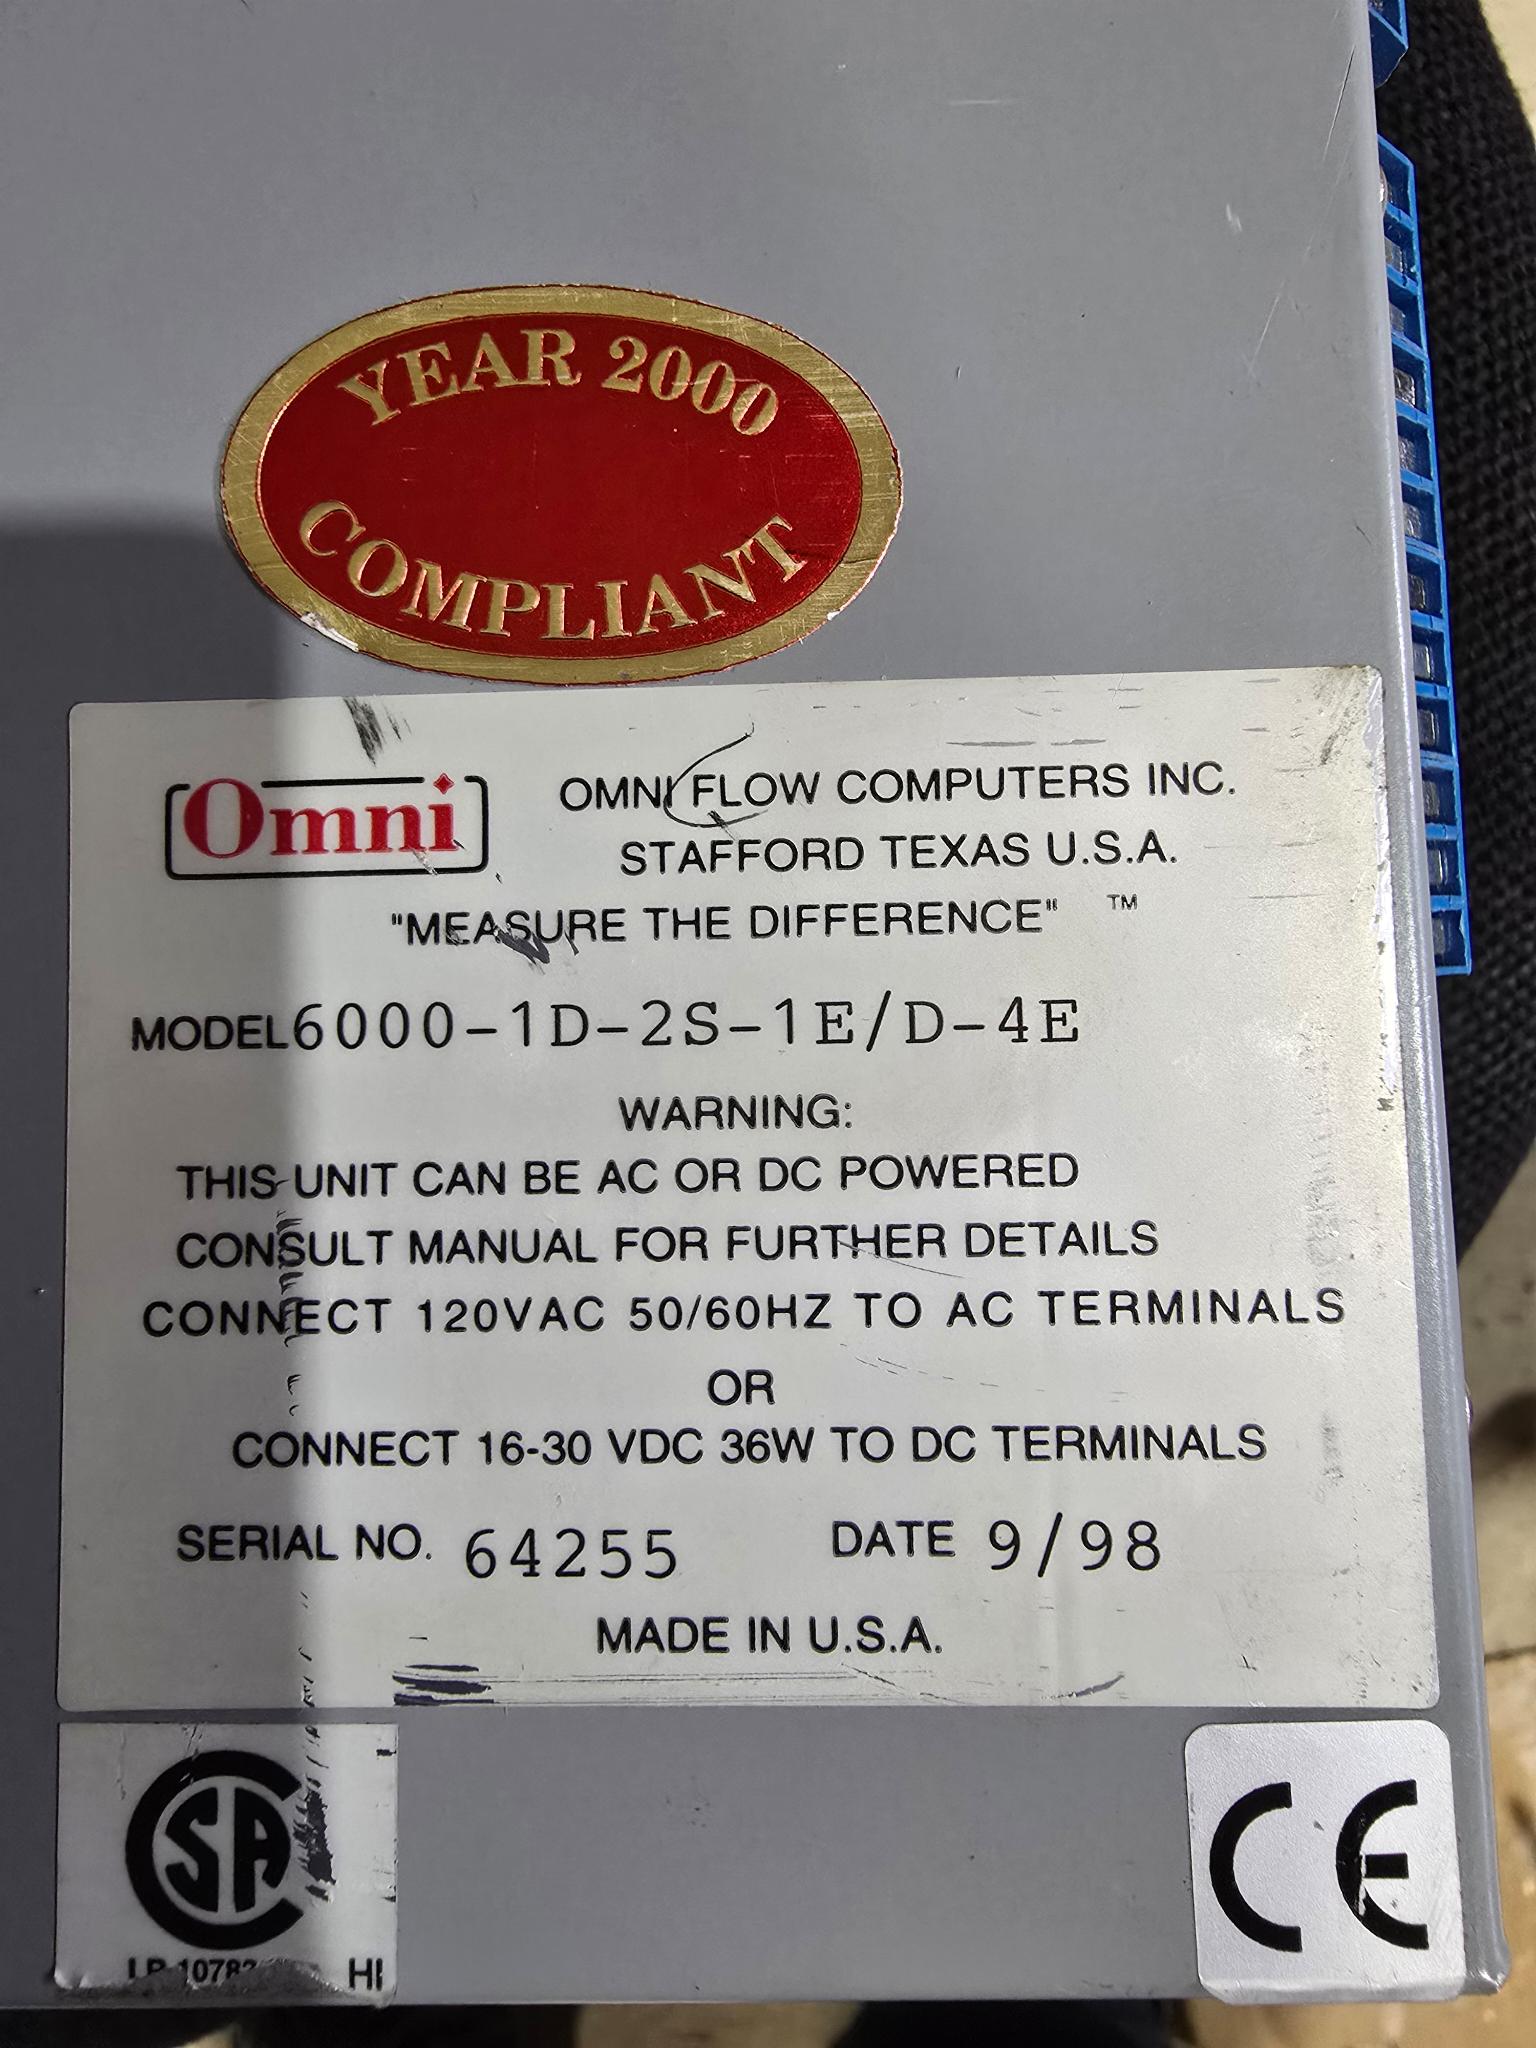 YEAR 2000
COMPLIANT
Omni
OMNI FLOW COMPUTERS INC.
STAFFORD TEXAS U.S.A.
"MEASURE THE DIFFERENCE" ™
MODEL 6000-1D-2S-1E/D-4E
WARNING:
THIS UNIT CAN BE AC OR DC POWERED
CONSULT MANUAL FOR FURTHER DETAILS
CONNECT 120VAC 50/60HZ TO AC TERMINALS
OR
CONNECT 16-30 VDC 36W TO DC TERMINALS
SERIAL NO. 64255 DATE 9/98
MADE IN U.S.A.
CSA
CE